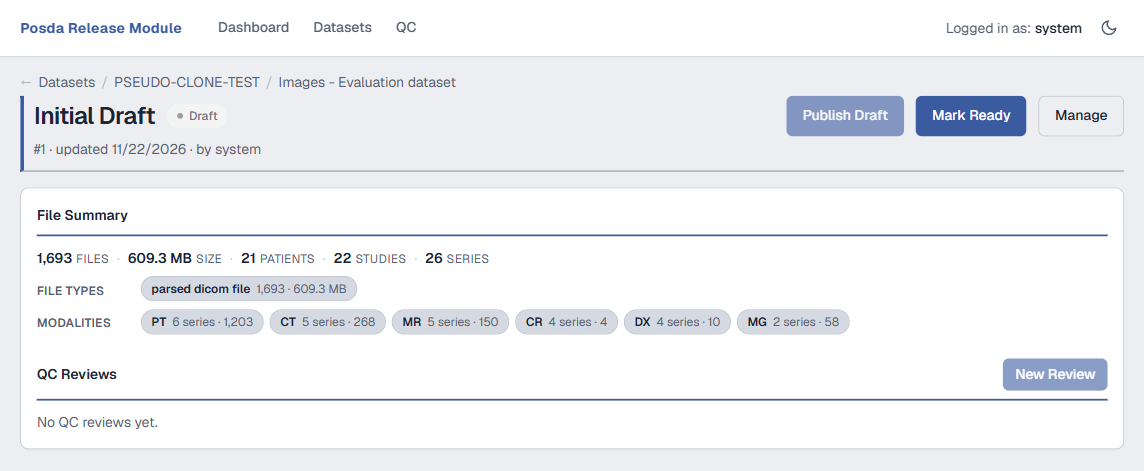 Posda Release Module Dashboard Datasets QC Logged in as: system
← Datasets / PSEUDO-CLONE-TEST / Images - Evaluation dataset
Initial Draft Draft Publish Draft Mark Ready Manage
#1 · updated 11/22/2026 · by system
File Summary
1,693 FILES · 609.3 MB SIZE · 21 PATIENTS · 22 STUDIES · 26 SERIES
FILE TYPES parsed dicom file 1,693 · 609.3 MB
MODALITIES PT 6 series · 1,203 CT 5 series · 268 MR 5 series · 150 CR 4 series · 4 DX 4 series · 10 MG 2 series · 58
QC Reviews New Review
No QC reviews yet.